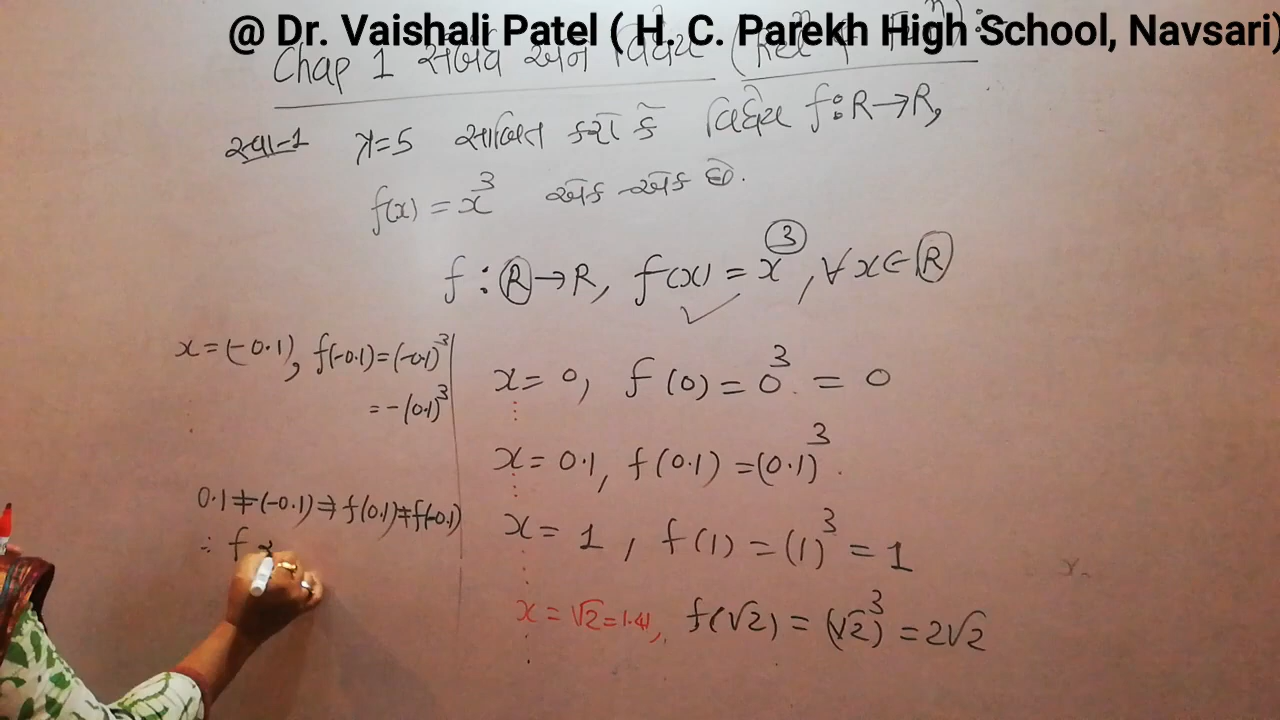 @ Dr. Vaishali Patel ( H. C. Parekh High School, Navsari)
Chap 1 સંબંધ અને વિધેય
સ્વા-1 x=5 સાબિત કરો કે વિધેય f:R→R,
f(x) = x³ એક-એક છે.
f : R→R, f(x) = x³, ∀x∈R
x=(-0.1), f(-0.1)=(-0.1)³
= -(0.1)³
0.1≠(-0.1)⇒f(0.1)≠f(-0.1)
∴ f
x= 0, f(0) = 0³ = 0
x= 0.1, f(0.1) =(0.1)³
x= 1, f(1) =(1)³ = 1
x=√2=1.41, f(√2) = (√2)³ = 2√2